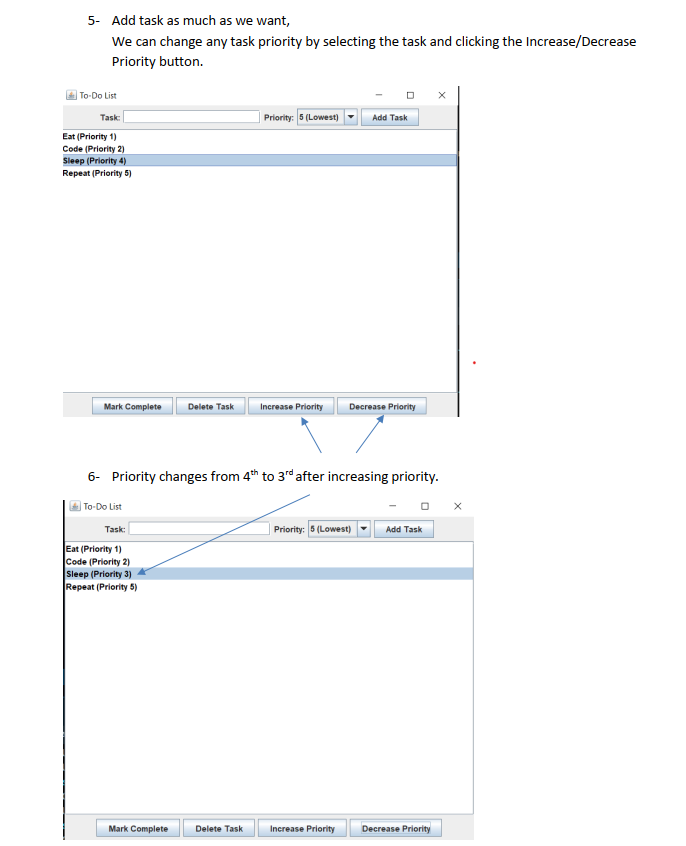 5- Add task as much as we want,
We can change any task priority by selecting the task and clicking the Increase/Decrease
Priority button.
To-Do List
Task: Priority: 5 (Lowest) Add Task
Eat (Priority 1)
Code (Priority 2)
Sleep (Priority 4)
Repeat (Priority 5)
Mark Complete Delete Task Increase Priority Decrease Priority
6- Priority changes from 4th to 3rd after increasing priority.
To-Do List
Task: Priority: 5 (Lowest) Add Task
Eat (Priority 1)
Code (Priority 2)
Sleep (Priority 3)
Repeat (Priority 5)
Mark Complete Delete Task Increase Priority Decrease Priority